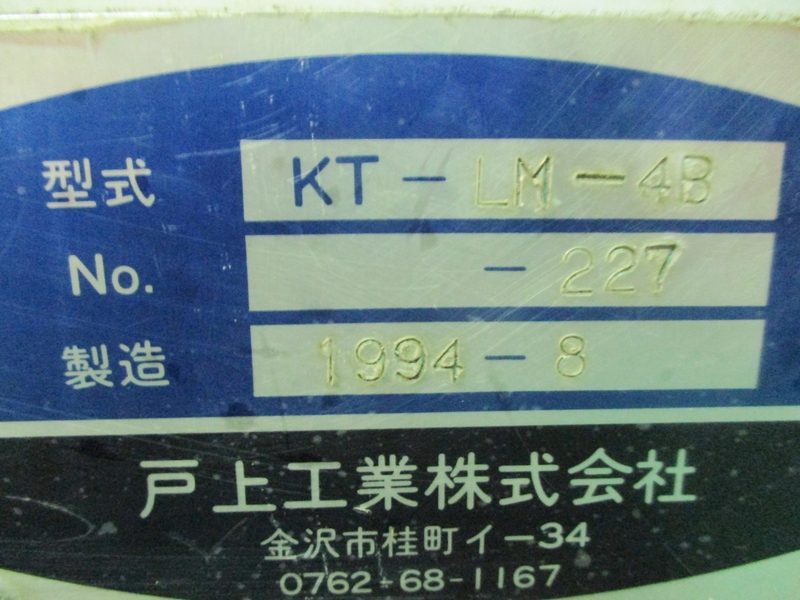 型式 KT-LM-4B
No. -227
製造 1994-8
戸上工業株式会社
金沢市桂町イー34
0762-68-1167